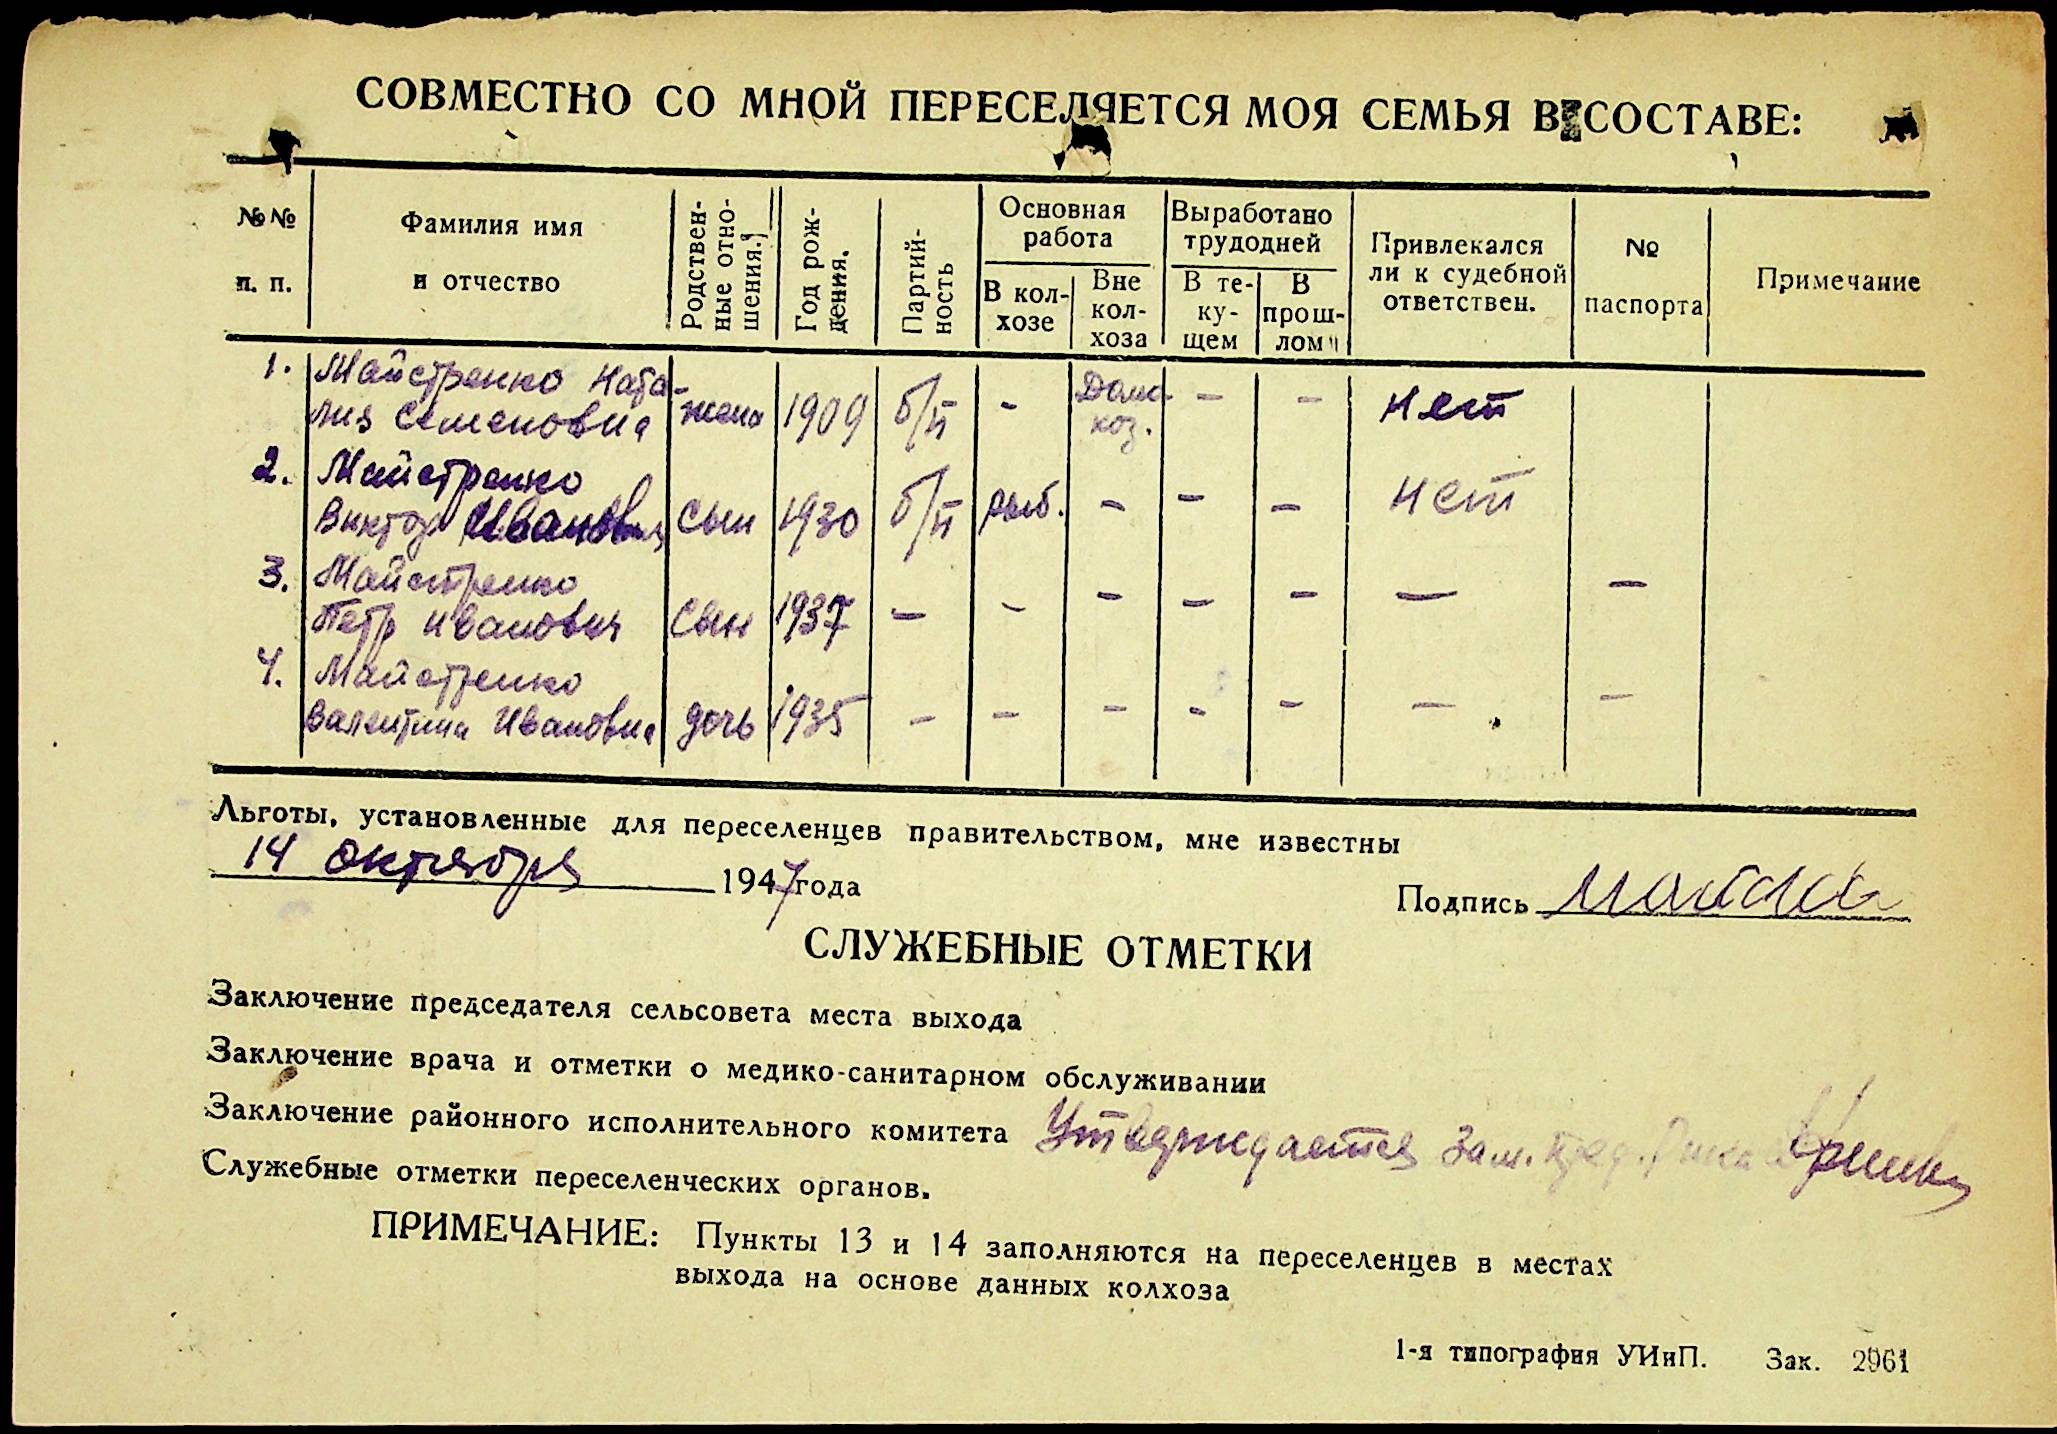 СОВМЕСТНО СО МНОЙ ПЕРЕСЕЛЯЕТСЯ МОЯ СЕМЬЯ В СОСТАВЕ:
№№ п. п. | Фамилия имя и отчество | Родственные отношения. | Год рождения. | Партийность | Основная работа: В колхозе | Вне колхоза | Выработано трудодней: В текущем | В прошлом | Привлекался ли к судебной ответствен. | № паспорта | Примечание
1. Майстренко Ната-
лия Семеновна жена 1909 б/п - Домо- - - нет
хоз.
2. Майстренко
Виктор Иванович сын 1930 б/п рыб. - - - нет
3. Майстренко
Петр Иванович сын 1937 - - - - - - -
4. Майстренко
Валентина Ивановна дочь 1935 - - - - - - -
Льготы, установленные для переселенцев правительством, мне известны
14 октября 1947 года
Подпись
СЛУЖЕБНЫЕ ОТМЕТКИ
Заключение председателя сельсовета места выхода
Заключение врача и отметки о медико-санитарном обслуживании
Заключение районного исполнительного комитета Утверждается Зам. пред.
Служебные отметки переселенческих органов.
ПРИМЕЧАНИЕ: Пункты 13 и 14 заполняются на переселенцев в местах
выхода на основе данных колхоза
1-я типография УИиП. Зак. 2961